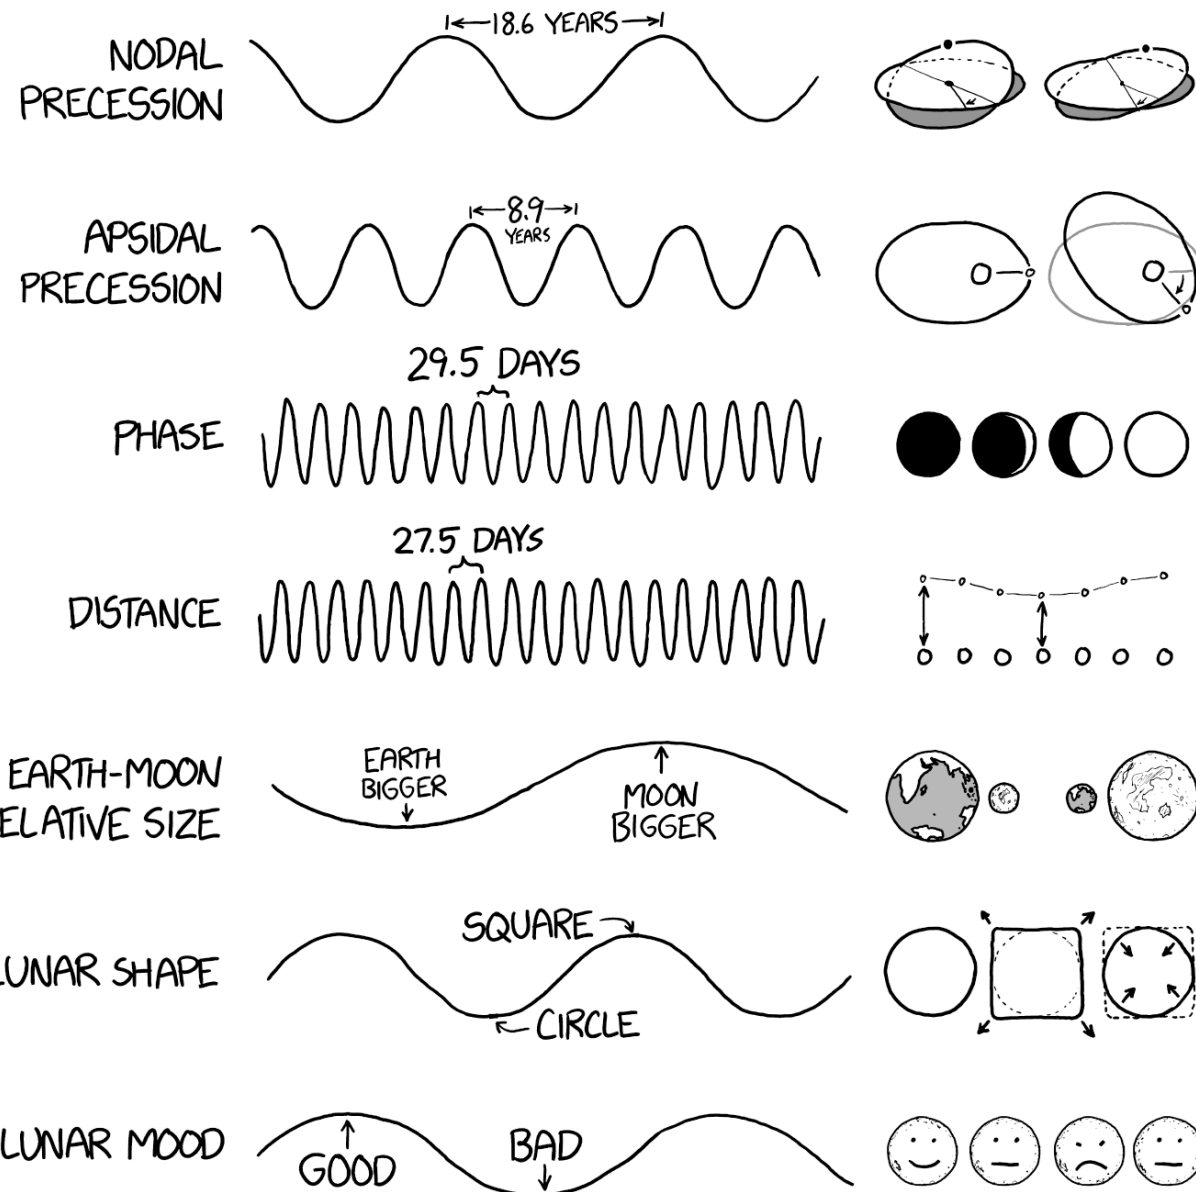 18.6 YEARS
NODAL
PRECESSION
8.9
YEARS
APSIDAL
PRECESSION
29.5 DAYS
PHASE
27.5 DAYS
DISTANCE
EARTH-MOON
ELATIVE SIZE
EARTH
BIGGER
MOON
BIGGER
LUNAR SHAPE
SQUARE
CIRCLE
LUNAR MOOD
GOOD
BAD